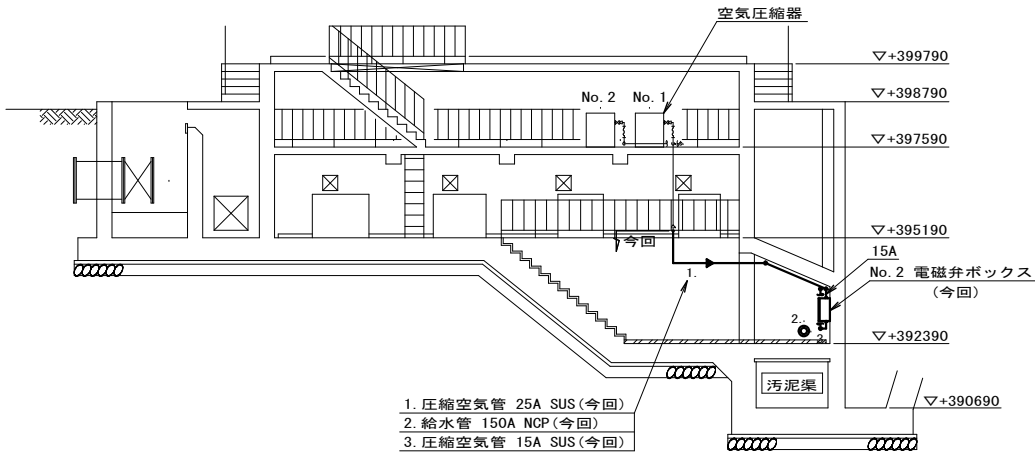 空気圧縮器
▽+399790
No.2 No.1
▽+398790
▽+397590
▽+395190
今回
15A
1.
No.2 電磁弁ボックス
(今回)
2.
2.
▽+392390
汚泥渠
▽+390690
1. 圧縮空気管 25A SUS(今回)
2. 給水管 150A NCP(今回)
3. 圧縮空気管 15A SUS(今回)